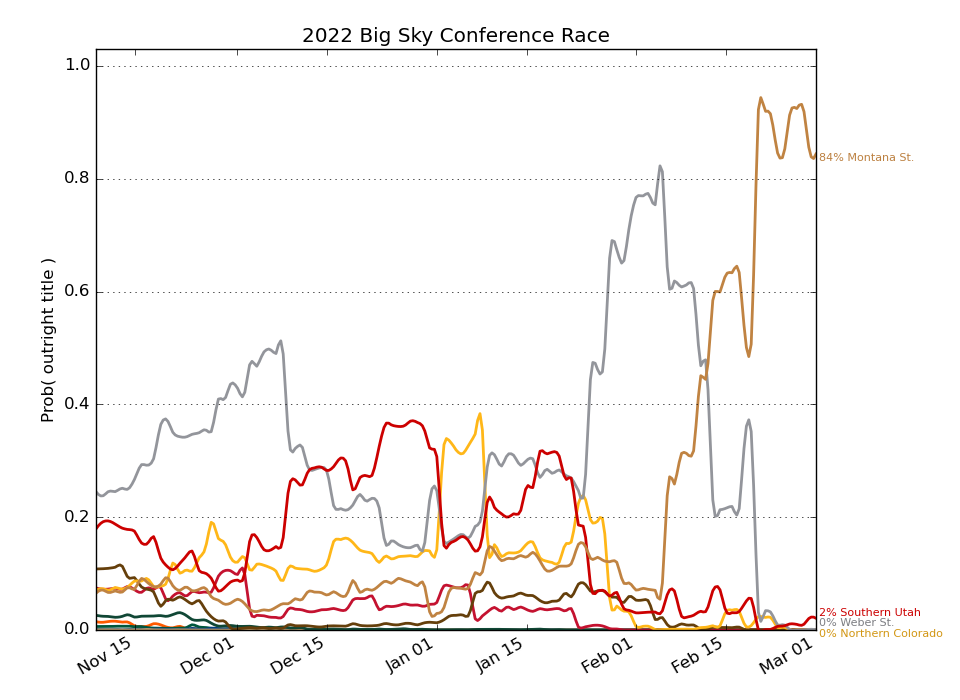 2022 Big Sky Conference Race
Prob( outright title )
1.0
0.8
0.6
0.4
0.2
0.0
Nov 15
Dec 01
Dec 15
Jan 01
Jan 15
Feb 01
Feb 15
Mar 01
84% Montana St.
2% Southern Utah
0% Weber St.
0% Northern Colorado